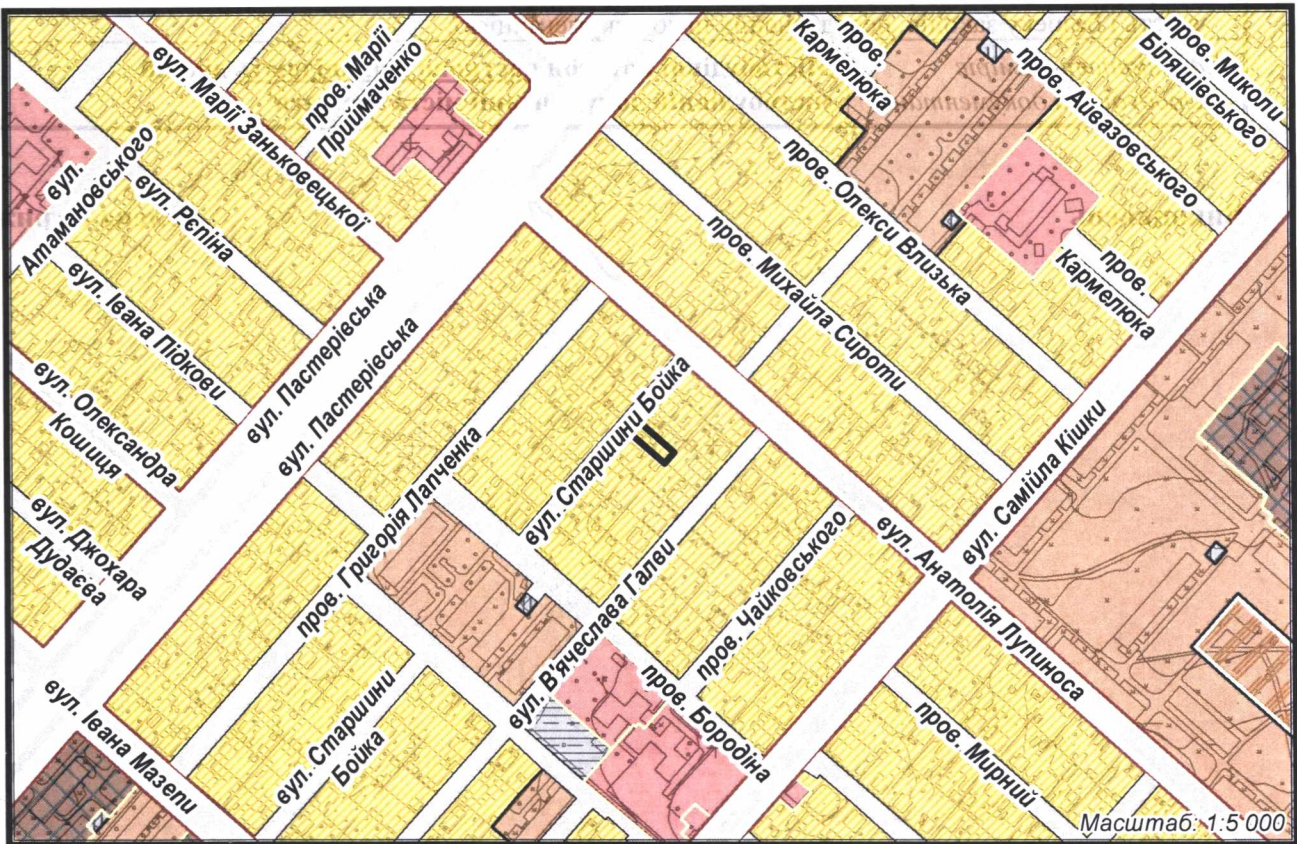 вул. Марії Заньковецької
пров. Марії
Приймаченко
пров.
Кармелюка
пров. Айвазовського
пров. Миколи
Біляшівського
вул.
Атамановського
вул. Рєпіна
вул. Івана Підкови
вул. Олександра
Кошиця
вул. Джохара
Дудаєва
вул. Пастерівська
вул. Пастерівська
пров. Олекси Влизька
пров. Михайла Сироти
пров.
Кармелюка
вул. Старшини Бойка
пров. Григорія Лапченка
вул. Самійла Кішки
вул. Анатолія Лупиноса
вул. В'ячеслава Галви
пров. Чайковського
пров. Бородіна
пров. Мирний
вул. Старшини
Бойка
вул. Івана Мазепи
Масштаб: 1:5 000